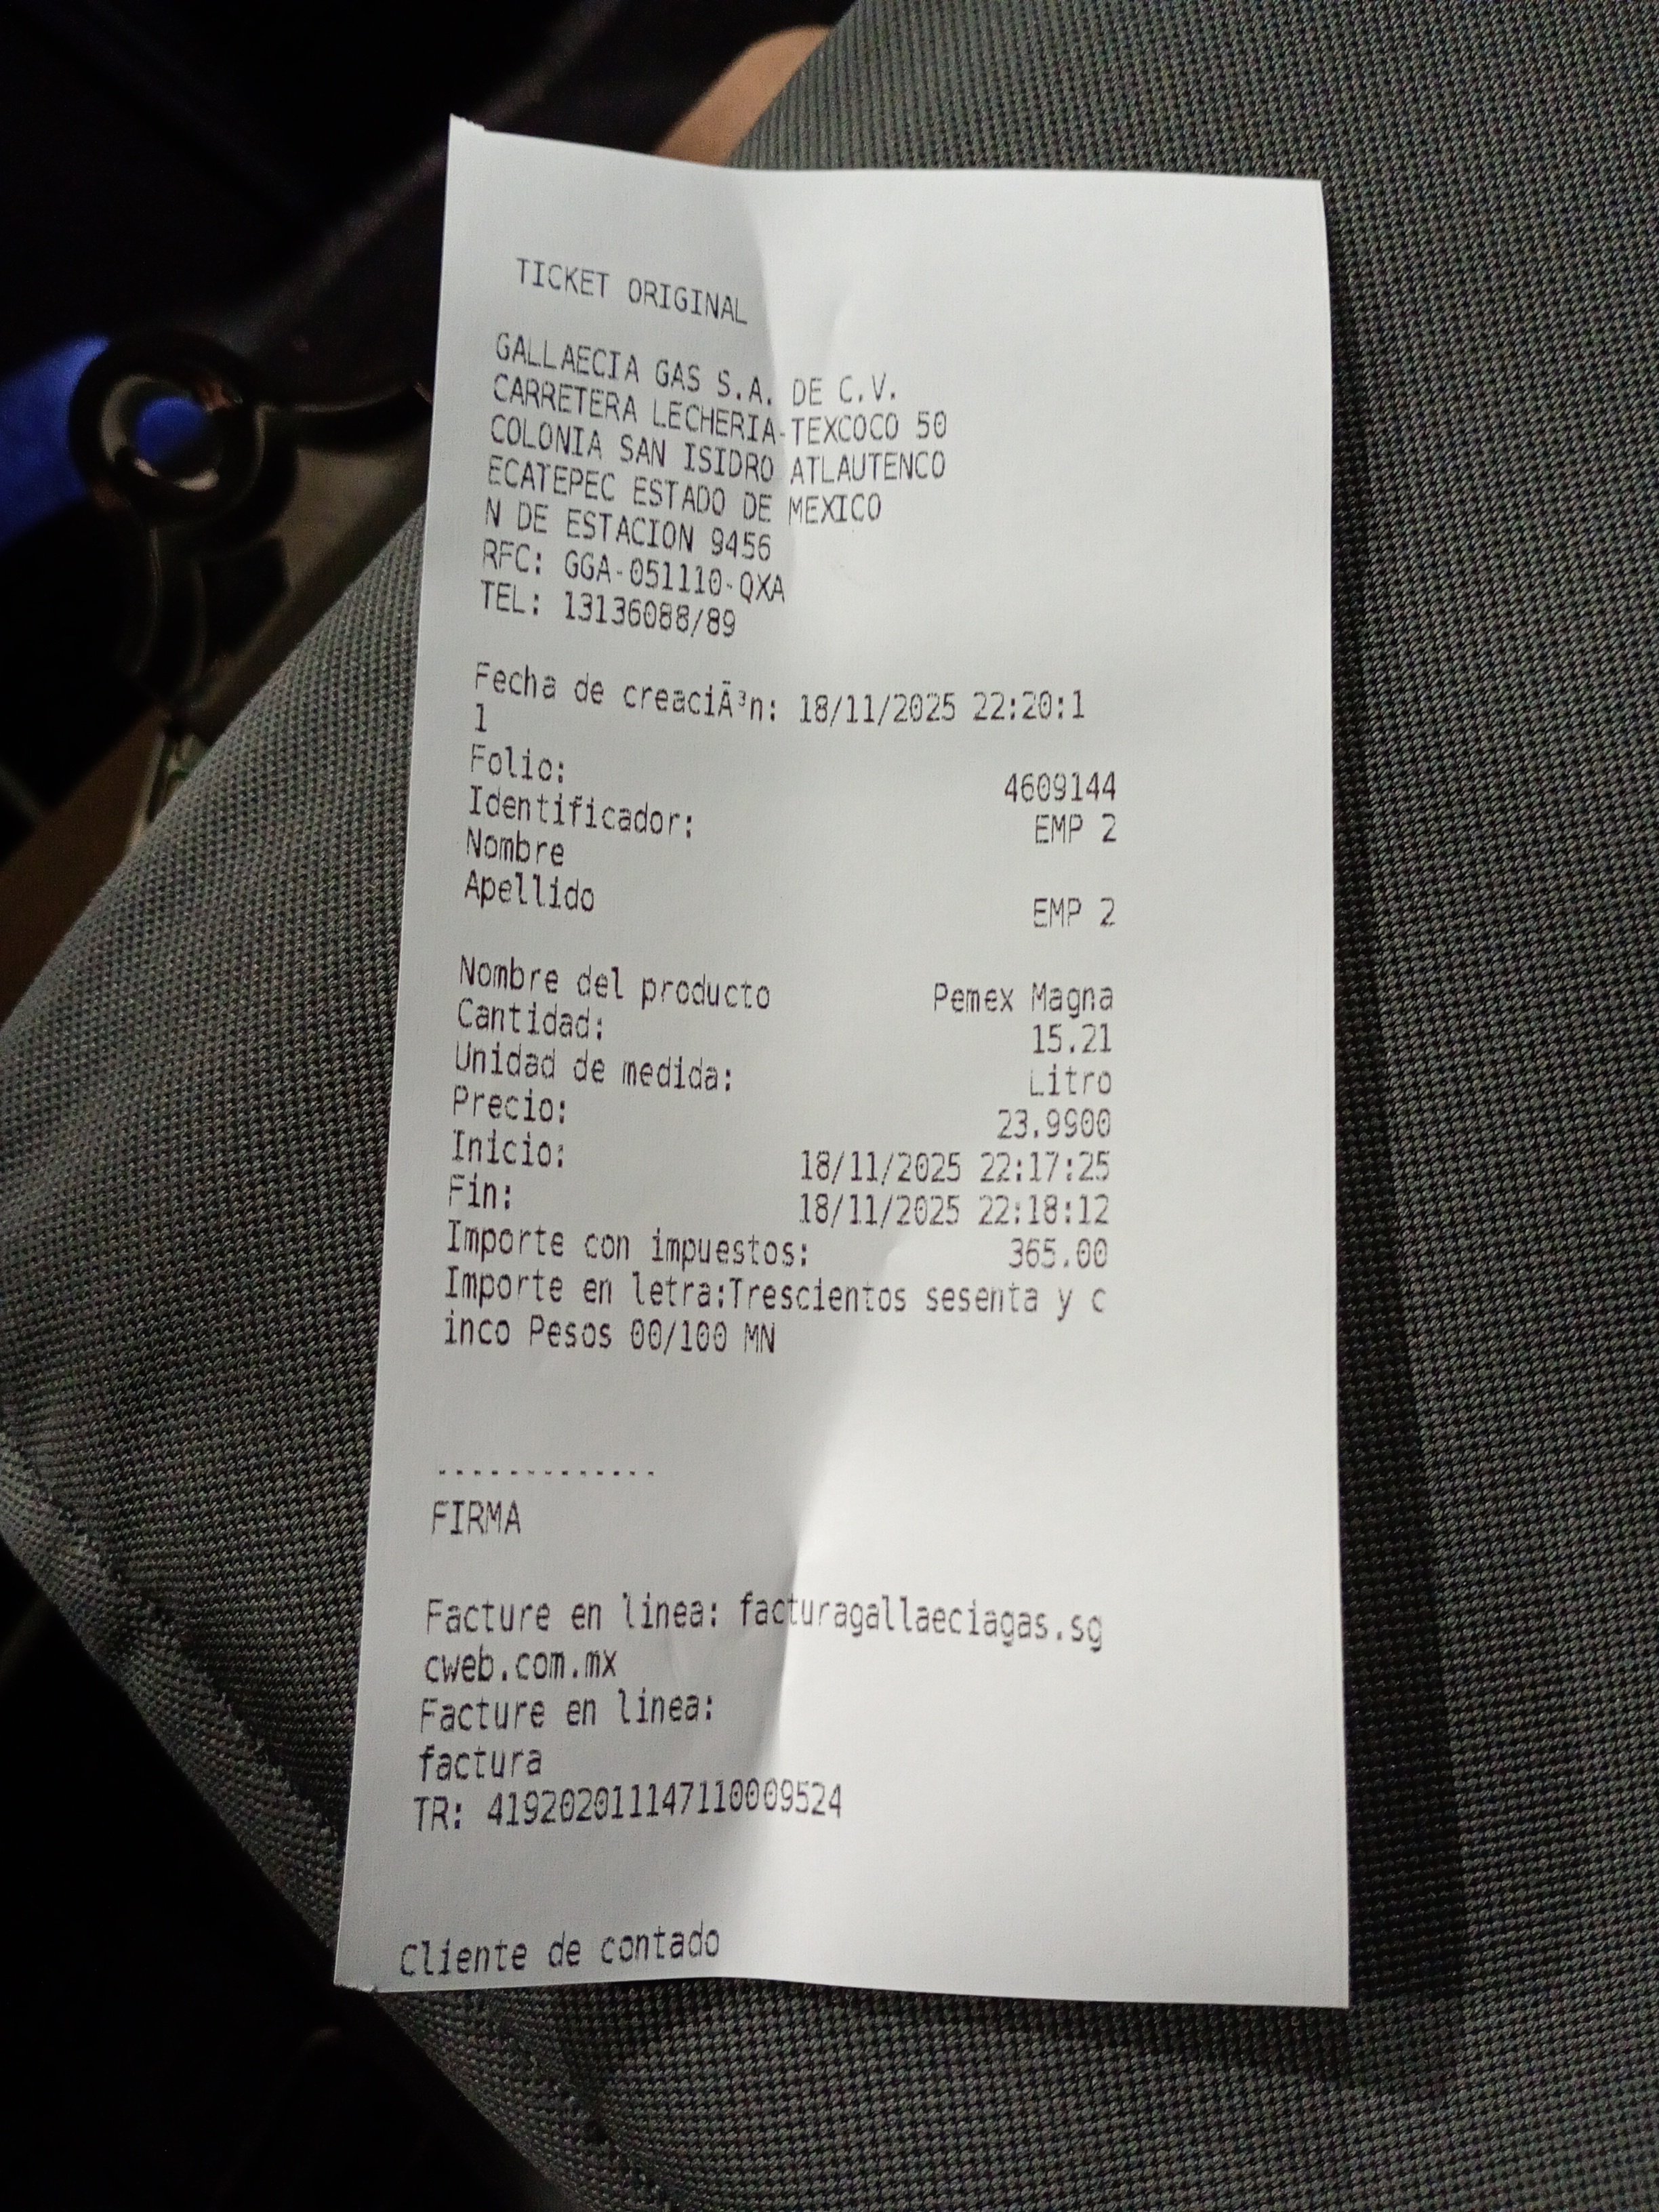 TICKET ORIGINAL
GALLAECIA GAS S.A. DE C.V.
CARRETERA LECHERIA-TEXCOCO 50
COLONIA SAN ISIDRO ATLAUTENCO
ECATEPEC ESTADO DE MEXICO
N DE ESTACION 9456
RFC: GGA-051110-QXA
TEL: 13136088/89
Fecha de creaciÃ³n: 18/11/2025 22:20:1
1
Folio: 4609144
Identificador: EMP 2
Nombre
Apellido EMP 2
Nombre del producto Pemex Magna
Cantidad: 15.21
Unidad de medida: Litro
Precio: 23.9900
Inicio: 18/11/2025 22:17:25
Fin: 18/11/2025 22:18:12
Importe con impuestos: 365.00
Importe en letra:Trescientos sesenta y c
inco Pesos 00/100 MN
-------------
FIRMA
Facture en linea: facturagallaeciagas.sg
cweb.com.mx
Facture en linea:
factura
TR: 419202011147110009524
Cliente de contado